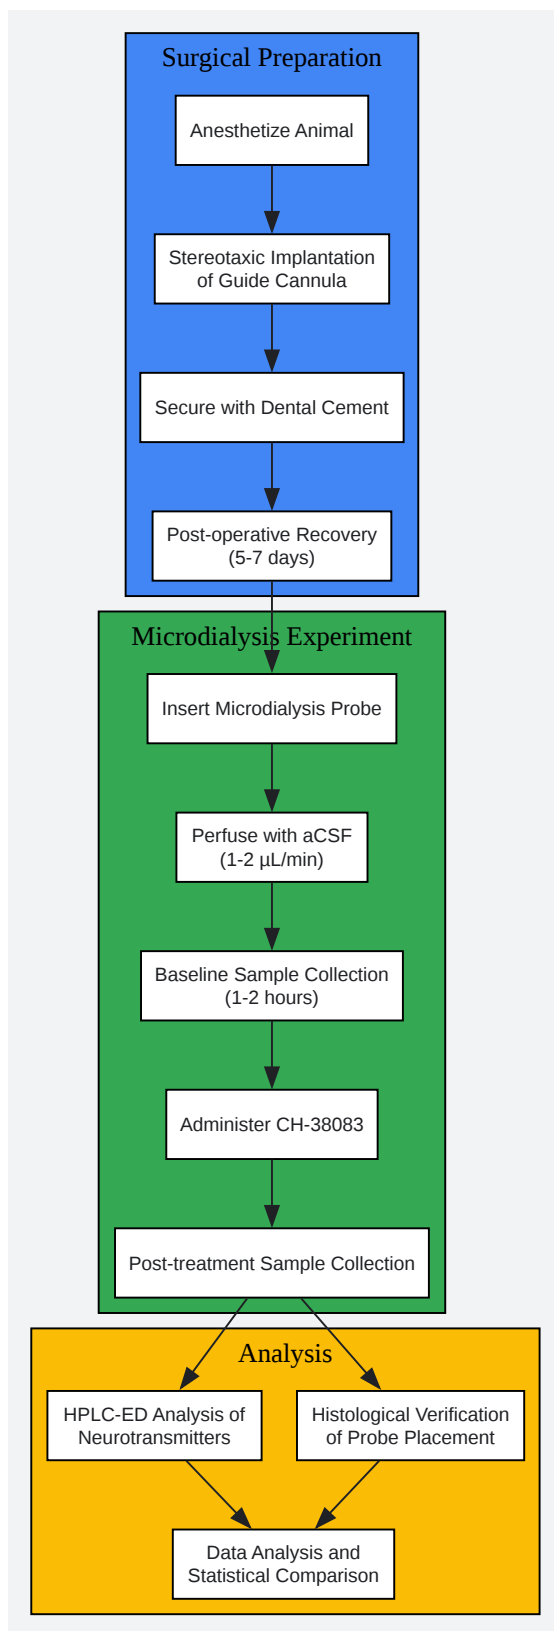 Surgical Preparation
Anesthetize Animal
Stereotaxic Implantation
of Guide Cannula
Secure with Dental Cement
Post-operative Recovery
(5-7 days)
Microdialysis Experiment
Insert Microdialysis Probe
Perfuse with aCSF
(1-2 µL/min)
Baseline Sample Collection
(1-2 hours)
Administer CH-38083
Post-treatment Sample Collection
Analysis
HPLC-ED Analysis of
Neurotransmitters
Histological Verification
of Probe Placement
Data Analysis and
Statistical Comparison